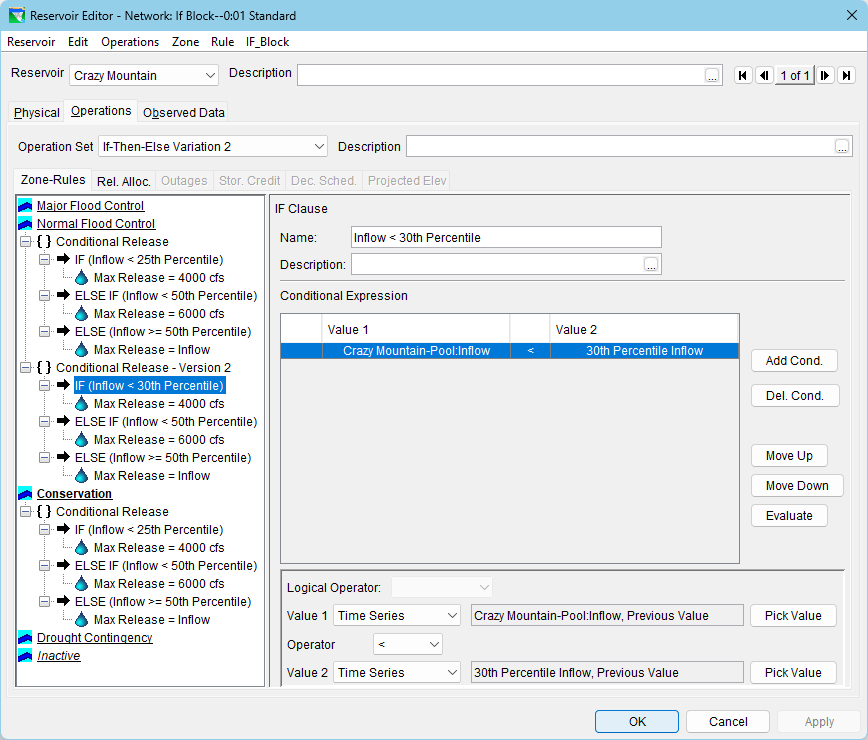 Reservoir Editor - Network: If Block--0:01 Standard
Reservoir Edit Operations Zone Rule IF_Block
Reservoir Crazy Mountain Description ... 1 of 1
Physical Operations Observed Data
Operation Set If-Then-Else Variation 2 Description ...
Zone-Rules Rel. Alloc. Outages Stor. Credit Dec. Sched. Projected Elev
Major Flood Control
Normal Flood Control
{ } Conditional Release
IF (Inflow < 25th Percentile)
Max Release = 4000 cfs
ELSE IF (Inflow < 50th Percentile)
Max Release = 6000 cfs
ELSE (Inflow >= 50th Percentile)
Max Release = Inflow
{ } Conditional Release - Version 2
IF (Inflow < 30th Percentile)
Max Release = 4000 cfs
ELSE IF (Inflow < 50th Percentile)
Max Release = 6000 cfs
ELSE (Inflow >= 50th Percentile)
Max Release = Inflow
Conservation
{ } Conditional Release
IF (Inflow < 25th Percentile)
Max Release = 4000 cfs
ELSE IF (Inflow < 50th Percentile)
Max Release = 6000 cfs
ELSE (Inflow >= 50th Percentile)
Max Release = Inflow
Drought Contingency
Inactive
IF Clause
Name: Inflow < 30th Percentile
Description: ...
Conditional Expression
Value 1 Value 2
Crazy Mountain-Pool:Inflow < 30th Percentile Inflow
Add Cond.
Del. Cond.
Move Up
Move Down
Evaluate
Logical Operator:
Value 1 Time Series Crazy Mountain-Pool:Inflow, Previous Value Pick Value
Operator <
Value 2 Time Series 30th Percentile Inflow, Previous Value Pick Value
OK Cancel Apply